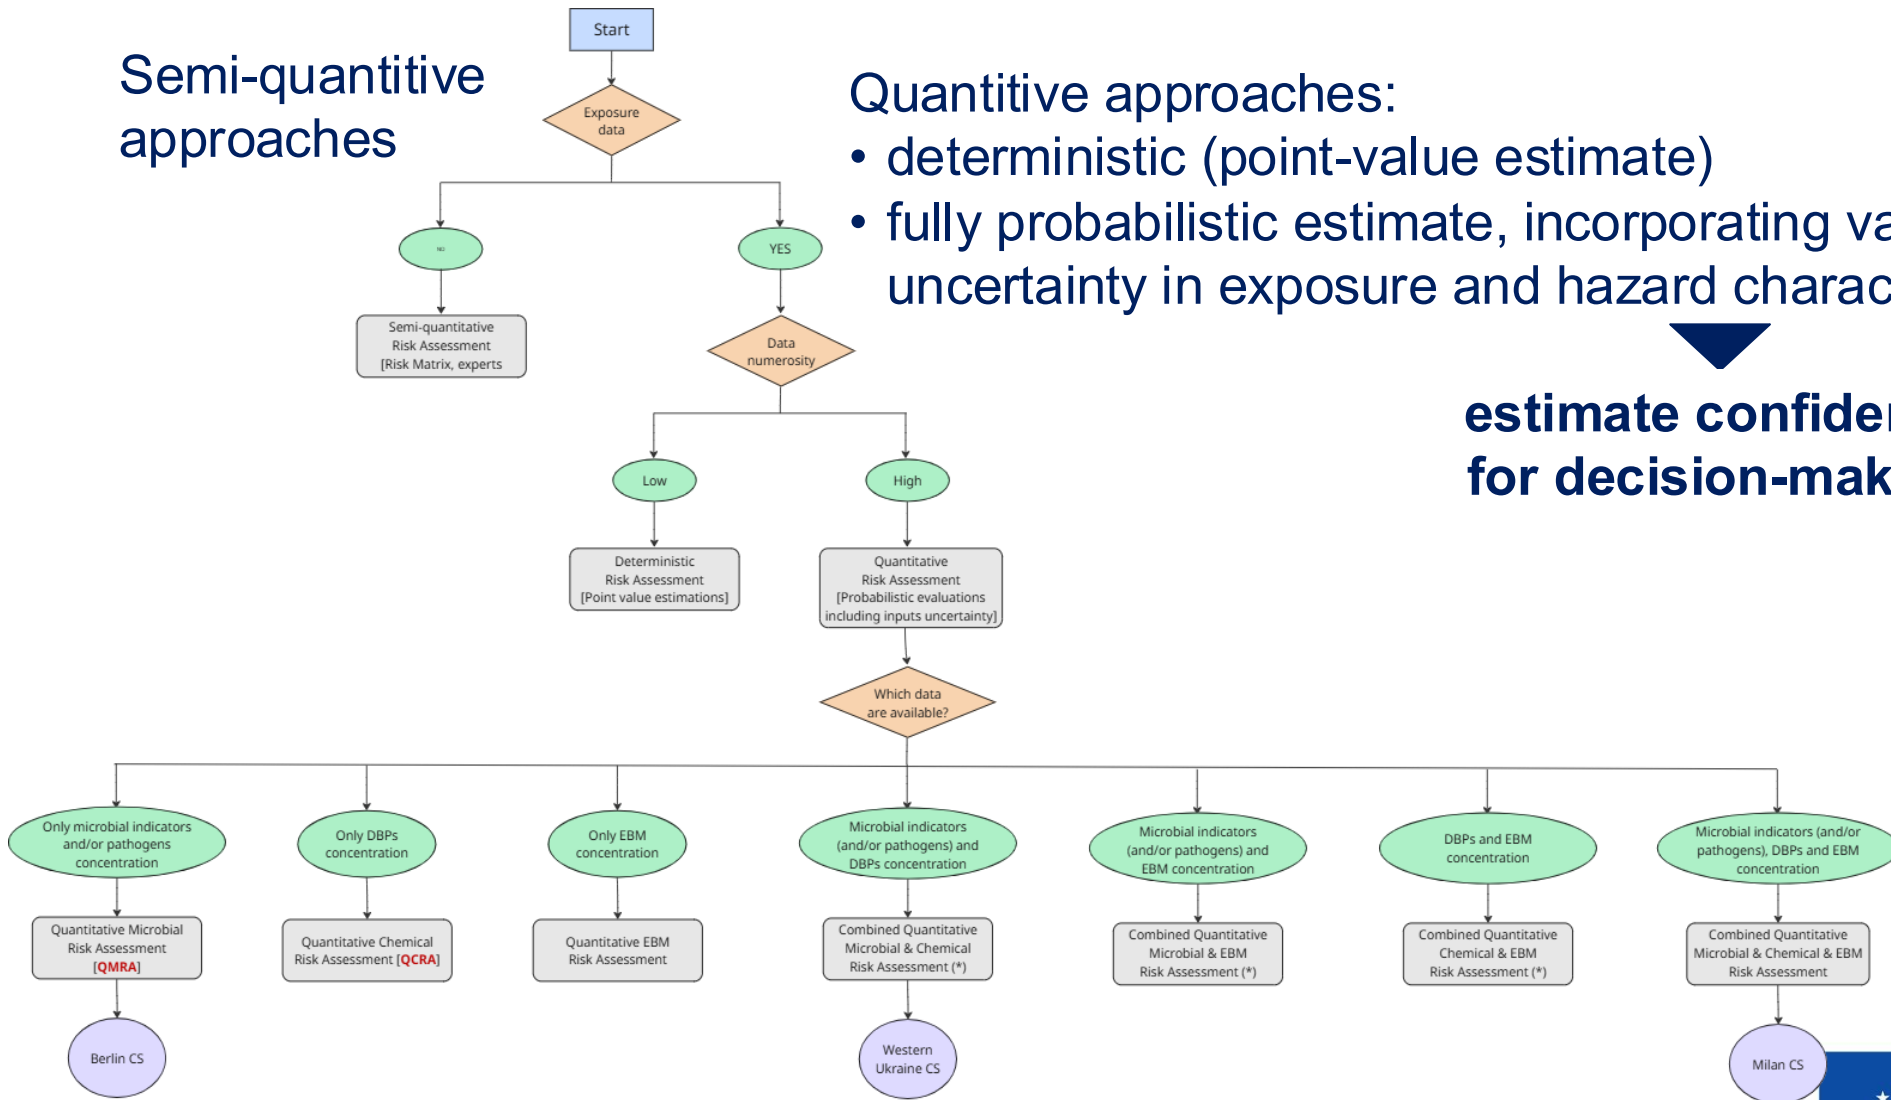 Start
Semi-quantitive
approaches
Quantitive approaches:
• deterministic (point-value estimate)
• fully probabilistic estimate, incorporating va
uncertainty in exposure and hazard charac
estimate confider
for decision-mak
Exposure
data
NO
YES
Semi-quantitative
Risk Assessment
[Risk Matrix, experts
Data
numerosity
Low
High
Deterministic
Risk Assessment
[Point value estimations]
Quantitative
Risk Assessment
[Probabilistic evaluations
including inputs uncertainty]
Which data
are available?
Only microbial indicators
and/or pathogens
concentration
Only DBPs
concentration
Only EBM
concentration
Microbial indicators
(and/or pathogens) and
DBPs concentration
Microbial indicators
(and/or pathogens) and
EBM concentration
DBPs and EBM
concentration
Microbial indicators (and/or
pathogens), DBPs and EBM
concentration
Quantitative Microbial
Risk Assessment
[QMRA]
Quantitative Chemical
Risk Assessment [QCRA]
Quantitative EBM
Risk Assessment
Combined Quantitative
Microbial & Chemical
Risk Assessment (*)
Combined Quantitative
Microbial & EBM
Risk Assessment (*)
Combined Quantitative
Chemical & EBM
Risk Assessment (*)
Combined Quantitative
Microbial & Chemical & EBM
Risk Assessment
Berlin CS
Western
Ukraine CS
Milan CS